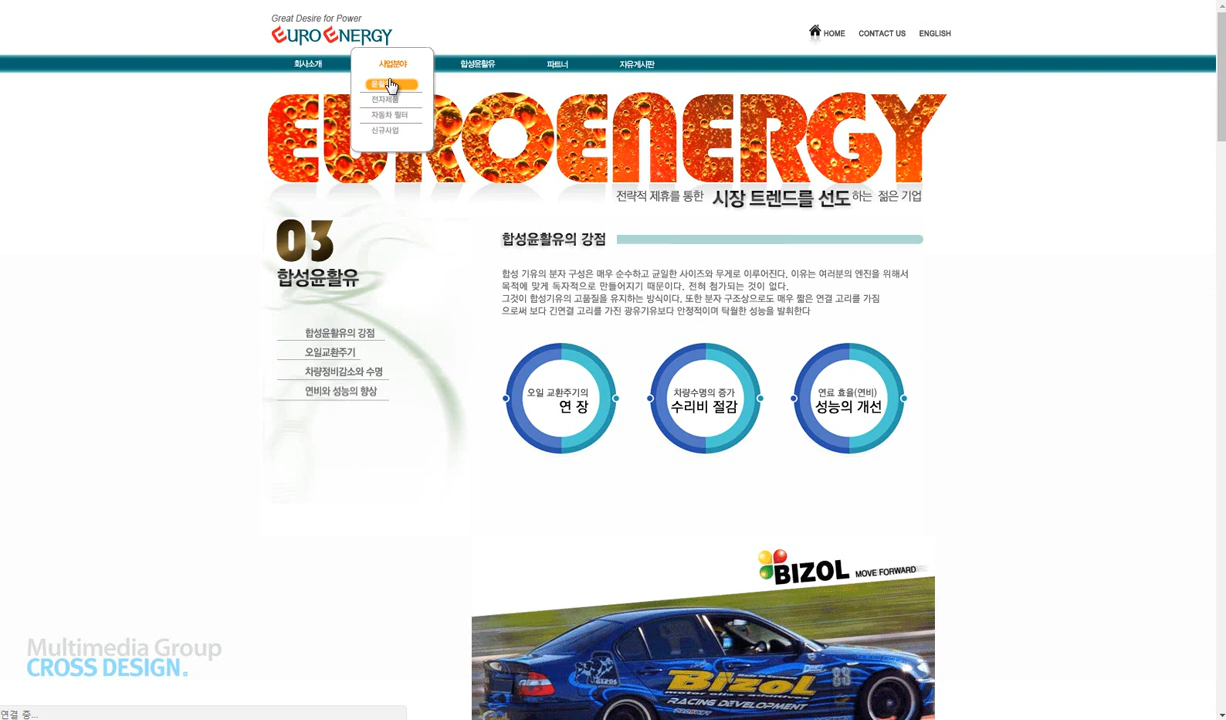 Great Desire for Power
EURO ENERGY
HOME CONTACT US ENGLISH
회사소개 사업분야 합성윤활유 파트너 자유게시판
전자제품
자동차 필터
신규사업
EUROENERGY
전략적 제휴를 통한 시장 트렌드를 선도하는 젊은 기업
03
합성윤활유
합성윤활유의 강점
오일교환주기
차량정비감소와 수명
연비와 성능의 향상
합성윤활유의 강점
합성 기유의 분자 구성은 매우 순수하고 균일한 사이즈와 무게로 이루어진다. 이유는 여러분의 엔진을 위해서
목적에 맞게 독자적으로 만들어지기 때문이다. 전혀 첨가되는 것이 없다.
그것이 합성기유의 고품질을 유지하는 방식이다. 또한 분자 구조상으로도 매우 짧은 연결 고리를 가짐
으로써 보다 긴연결 고리를 가진 광유기유보다 안정적이며 탁월한 성능을 발휘한다
오일 교환주기의
연 장
차량수명의 증가
수리비 절감
연료 효율(연비)
성능의 개선
BIZOL MOVE FORWARD
BIZOL
motor oils + additives
RACING DEVELOPMENT
83
Multimedia Group
CROSS DESIGN.
연결 중...